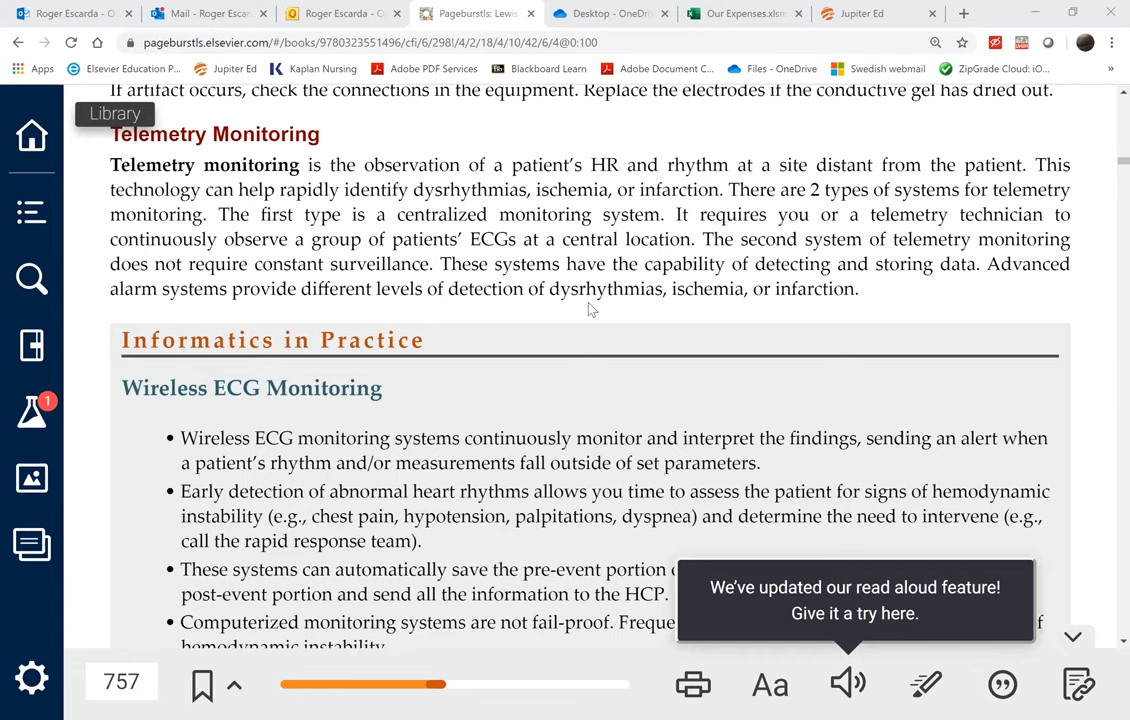 Roger Escarda - O
Mail - Roger Escar
Roger Escarda - O
Pageburstls: Lewis
Desktop - OneDri
Our Expenses.xlsm
Jupiter Ed
pageburstls.elsevier.com/#/books/9780323551496/cfi/6/298!/4/2/18/4/10/42/6/4@0:100
Apps Elsevier Education P... Jupiter Ed Kaplan Nursing Adobe PDF Services Blackboard Learn Adobe Document C... Files - OneDrive Swedish webmail ZipGrade Cloud: iO... »
If artifact occurs, check the connections in the equipment. Replace the electrodes if the conductive gel has dried out.
Library
Telemetry Monitoring
Telemetry monitoring is the observation of a patient's HR and rhythm at a site distant from the patient. This
technology can help rapidly identify dysrhythmias, ischemia, or infarction. There are 2 types of systems for telemetry
monitoring. The first type is a centralized monitoring system. It requires you or a telemetry technician to
continuously observe a group of patients' ECGs at a central location. The second system of telemetry monitoring
does not require constant surveillance. These systems have the capability of detecting and storing data. Advanced
alarm systems provide different levels of detection of dysrhythmias, ischemia, or infarction.
Informatics in Practice
Wireless ECG Monitoring
• Wireless ECG monitoring systems continuously monitor and interpret the findings, sending an alert when
a patient's rhythm and/or measurements fall outside of set parameters.
• Early detection of abnormal heart rhythms allows you time to assess the patient for signs of hemodynamic
instability (e.g., chest pain, hypotension, palpitations, dyspnea) and determine the need to intervene (e.g.,
call the rapid response team).
• These systems can automatically save the pre-event portion
post-event portion and send all the information to the HCP.
• Computerized monitoring systems are not fail-proof. Freque
hemodynamic instability.
We've updated our read aloud feature!
Give it a try here.
1
757
Aa